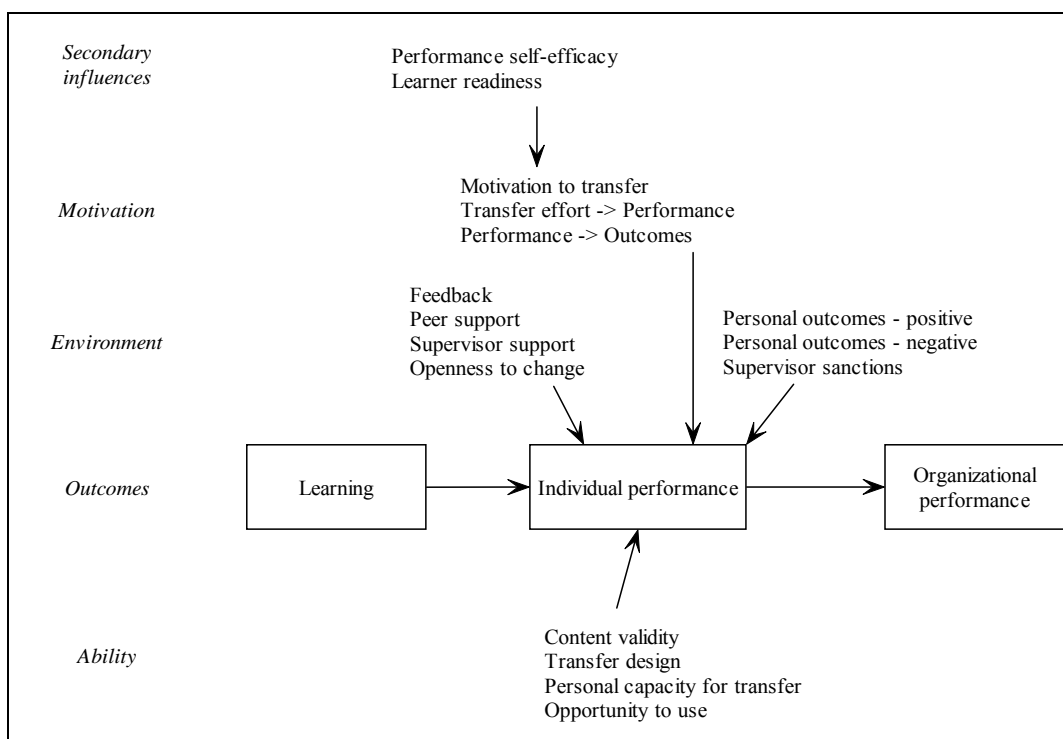 Secondary
influences
Performance self-efficacy
Learner readiness
Motivation
Motivation to transfer
Transfer effort -> Performance
Performance -> Outcomes
Environment
Feedback
Peer support
Supervisor support
Openness to change
Personal outcomes - positive
Personal outcomes - negative
Supervisor sanctions
Outcomes
Learning
Individual performance
Organizational
performance
Ability
Content validity
Transfer design
Personal capacity for transfer
Opportunity to use